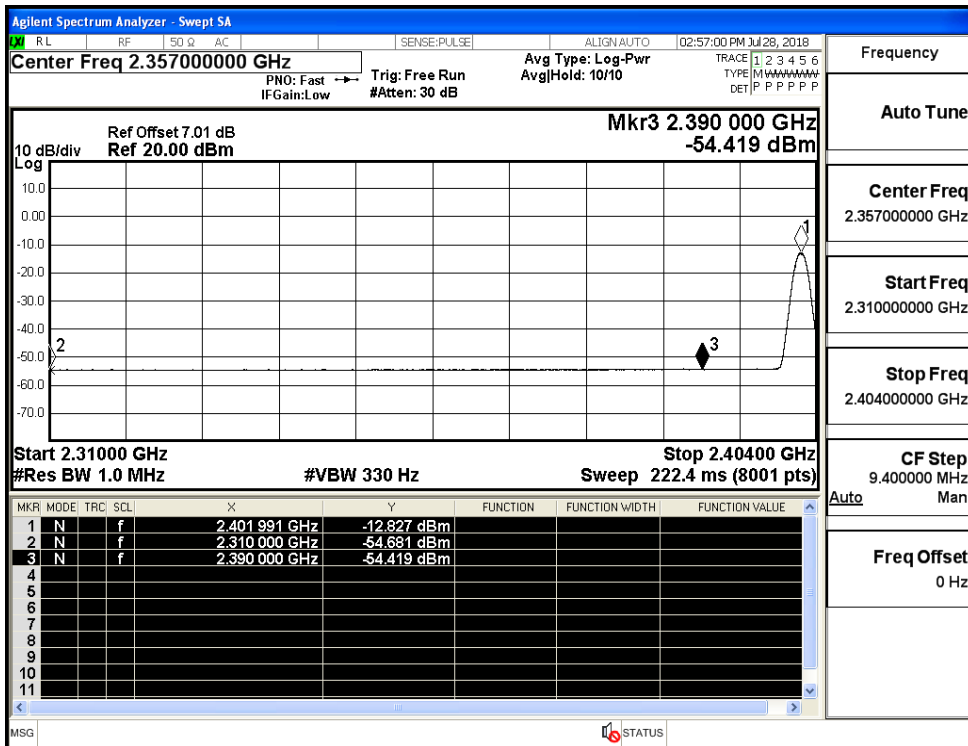 Agilent Spectrum Analyzer - Swept SA
LXI RL RF 50 Ω AC SENSE:PULSE ALIGN AUTO 02:57:00 PM Jul 28, 2018
Center Freq 2.357000000 GHz
PNO: Fast
IFGain:Low
Trig: Free Run
#Atten: 30 dB
Avg Type: Log-Pwr
Avg|Hold: 10/10
TRACE 1 2 3 4 5 6
TYPE M W W W W W
DET P P P P P P
Mkr3 2.390 000 GHz
-54.419 dBm
Ref Offset 7.01 dB
10 dB/div Ref 20.00 dBm
Log
10.0
0.00
-10.0
-20.0
-30.0
-40.0
-50.0
-60.0
-70.0
1
2
3
Start 2.31000 GHz Stop 2.40400 GHz
#Res BW 1.0 MHz #VBW 330 Hz Sweep 222.4 ms (8001 pts)
MKR MODE TRC SCL X Y FUNCTION FUNCTION WIDTH FUNCTION VALUE
1 N f 2.401 991 GHz -12.827 dBm
2 N f 2.310 000 GHz -54.681 dBm
3 N f 2.390 000 GHz -54.419 dBm
4
5
6
7
8
9
10
11
MSG STATUS
Frequency
Auto Tune
Center Freq
2.357000000 GHz
Start Freq
2.310000000 GHz
Stop Freq
2.404000000 GHz
CF Step
9.400000 MHz
Auto Man
Freq Offset
0 Hz